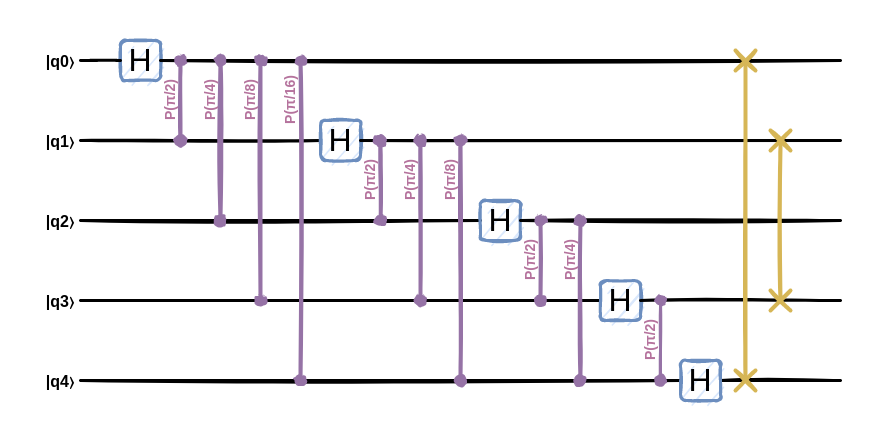 |q0⟩ H P(π/2) P(π/4) P(π/8) P(π/16)
|q1⟩ H P(π/2) P(π/4) P(π/8)
|q2⟩ H P(π/2) P(π/4)
|q3⟩ H P(π/2)
|q4⟩ H